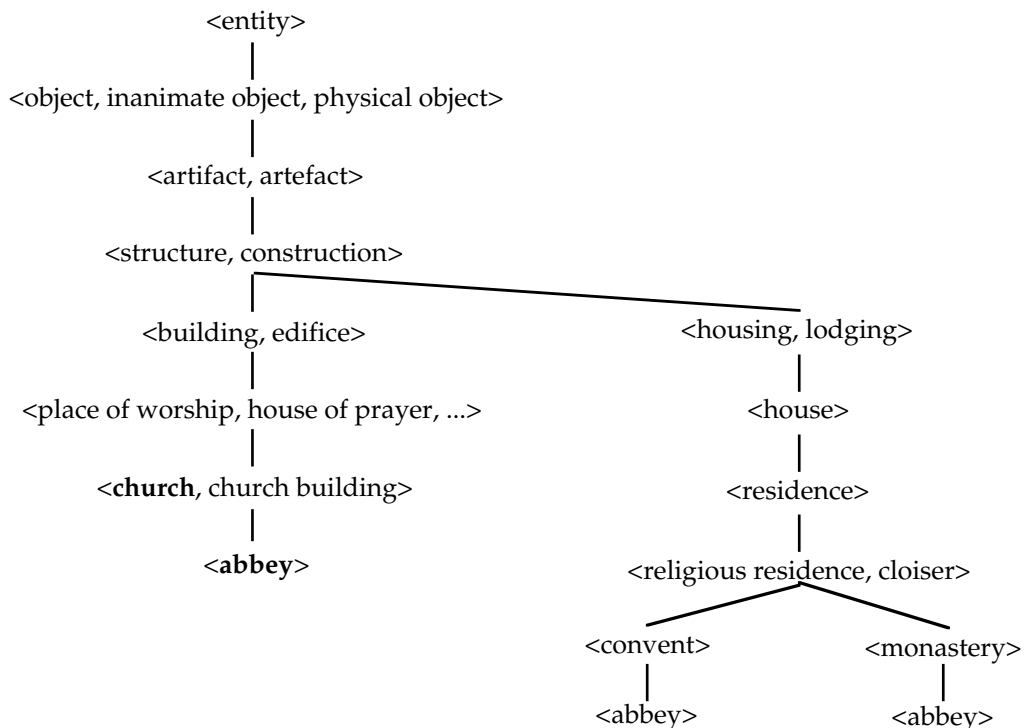 <entity>
<object, inanimate object, physical object>
<artifact, artefact>
<structure, construction>
<building, edifice>
<housing, lodging>
<place of worship, house of prayer, ...>
<house>
<church, church building>
<residence>
<abbey>
<religious residence, cloiser>
<convent>
<monastery>
<abbey>
<abbey>